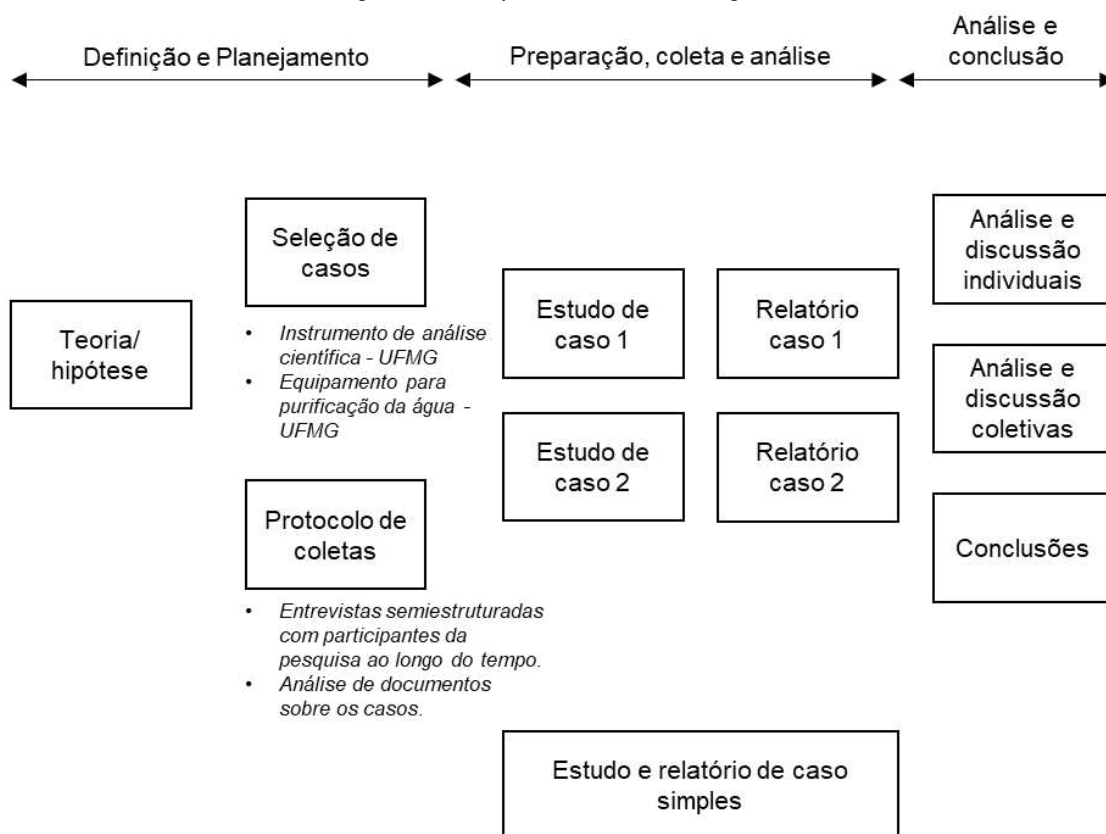 Definição e Planejamento
Preparação, coleta e análise
Análise e
conclusão
Teoria/
hipótese
Seleção de
casos
• Instrumento de análise
científica - UFMG
• Equipamento para
purificação da água -
UFMG
Protocolo de
coletas
• Entrevistas semiestruturadas
com participantes da
pesquisa ao longo do tempo.
• Análise de documentos
sobre os casos.
Estudo de
caso 1
Relatório
caso 1
Estudo de
caso 2
Relatório
caso 2
Estudo e relatório de caso
simples
Análise e
discussão
individuais
Análise e
discussão
coletivas
Conclusões